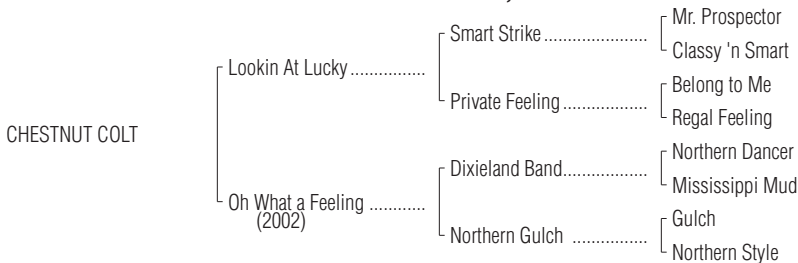 Mr. Prospector
Smart Strike.......................
Classy 'n Smart
Lookin At Lucky ................
Belong to Me
Private Feeling ...................
Regal Feeling
CHESTNUT COLT
Northern Dancer
Dixieland Band...................
Mississippi Mud
Oh What a Feeling ............
(2002)
Gulch
Northern Gulch .................
Northern Style